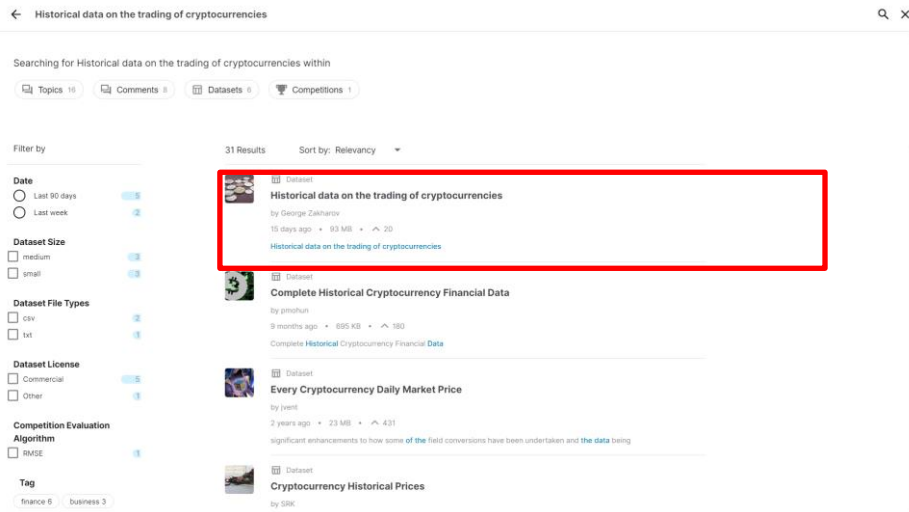 Historical data on the trading of cryptocurrencies
Searching for Historical data on the trading of cryptocurrencies within
Topics 16 Comments 8 Datasets 6 Competitions 1
Filter by
31 Results Sort by: Relevancy
Date
Last 90 days 5
Last week 2
Dataset Size
medium 3
small 3
Dataset File Types
csv 2
txt 1
Dataset License
Commercial 5
Other 1
Competition Evaluation
Algorithm
RMSE 1
Tag
finance 6 business 3
Dataset
Historical data on the trading of cryptocurrencies
by George Zakharov
15 days ago • 93 MB • 20
Historical data on the trading of cryptocurrencies
Dataset
Complete Historical Cryptocurrency Financial Data
by pmohun
9 months ago • 695 KB • 180
Complete Historical Cryptocurrency Financial Data
Dataset
Every Cryptocurrency Daily Market Price
by jvent
2 years ago • 23 MB • 431
significant enhancements to how some of the field conversions have been undertaken and the data being
Dataset
Cryptocurrency Historical Prices
by SRK